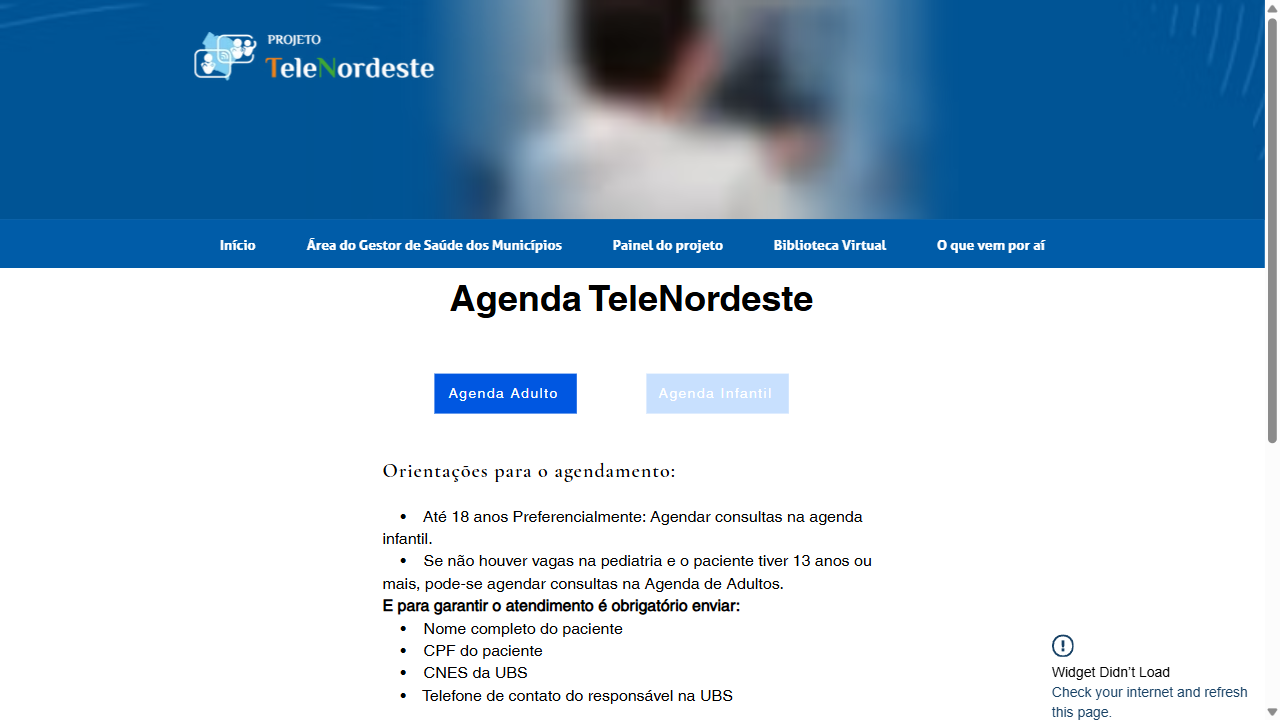 PROJETO
TeleNordeste
Início
Área do Gestor de Saúde dos Municípios
Painel do projeto
Biblioteca Virtual
O que vem por aí
Agenda TeleNordeste
Agenda Adulto
Agenda Infantil
Orientações para o agendamento:
• Até 18 anos Preferencialmente: Agendar consultas na agenda
infantil.
• Se não houver vagas na pediatria e o paciente tiver 13 anos ou
mais, pode-se agendar consultas na Agenda de Adultos.
E para garantir o atendimento é obrigatório enviar:
• Nome completo do paciente
• CPF do paciente
• CNES da UBS
• Telefone de contato do responsável na UBS
Widget Didn’t Load
Check your internet and refresh
this page.